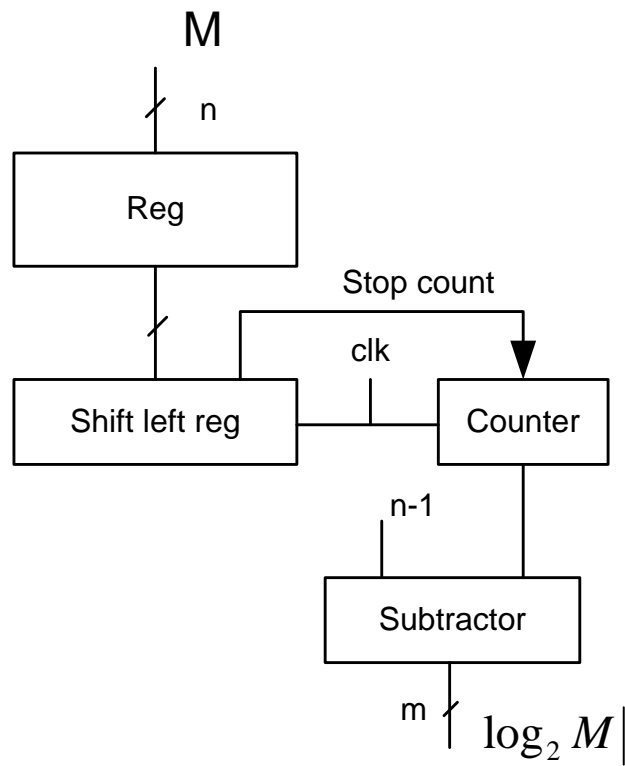 M
n
Reg
Stop count
clk
Shift left reg
Counter
n-1
Subtractor
m
log₂ M|